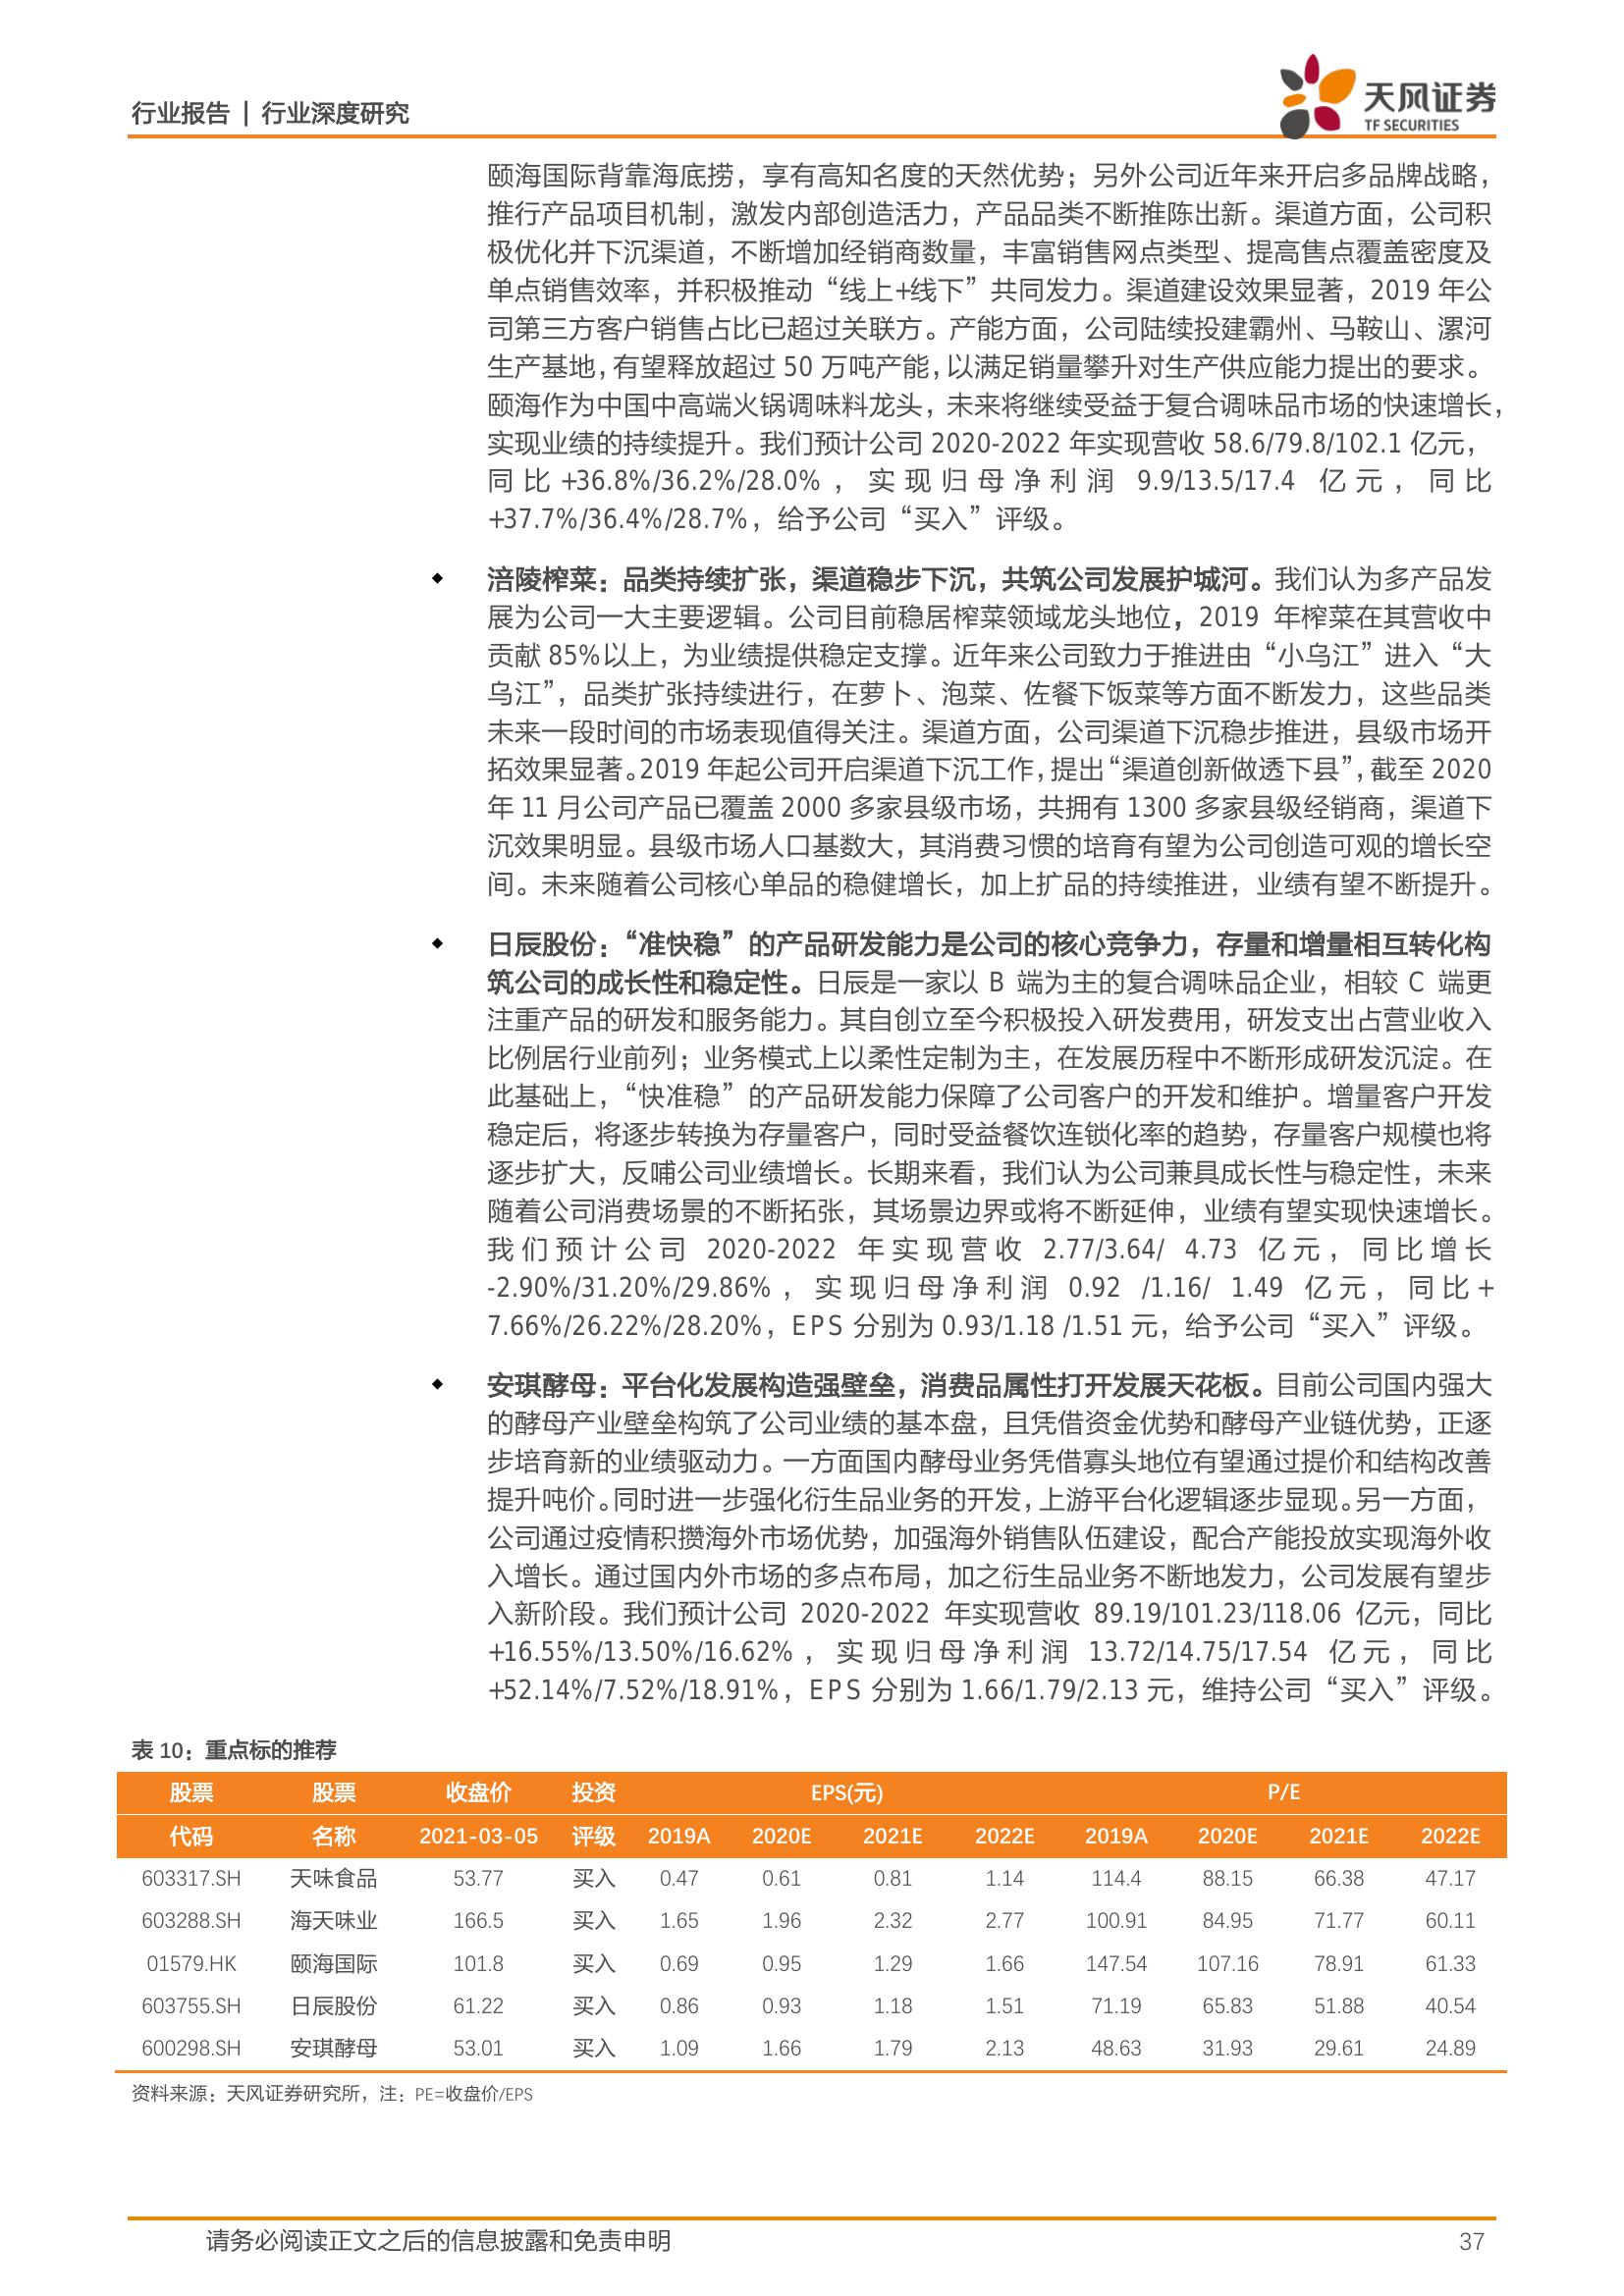 行业报告 | 行业深度研究
天风证券
TF SECURITIES
颐海国际背靠海底捞，享有高知名度的天然优势；另外公司近年来开启多品牌战略，
推行产品项目机制，激发内部创造活力，产品品类不断推陈出新。渠道方面，公司积
极优化并下沉渠道，不断增加经销商数量，丰富销售网点类型、提高售点覆盖密度及
单点销售效率，并积极推动“线上+线下”共同发力。渠道建设效果显著，2019 年公
司第三方客户销售占比已超过关联方。产能方面，公司陆续投建霸州、马鞍山、漯河
生产基地，有望释放超过 50 万吨产能，以满足销量攀升对生产供应能力提出的要求。
颐海作为中国中高端火锅调味料龙头，未来将继续受益于复合调味品市场的快速增长，
实现业绩的持续提升。我们预计公司 2020-2022 年实现营收 58.6/79.8/102.1 亿元，
同比+36.8%/36.2%/28.0%，实现归母净利润 9.9/13.5/17.4 亿元，同比
+37.7%/36.4%/28.7%，给予公司“买入”评级。
◆ 涪陵榨菜：品类持续扩张，渠道稳步下沉，共筑公司发展护城河。我们认为多产品发
展为公司一大主要逻辑。公司目前稳居榨菜领域龙头地位，2019 年榨菜在其营收中
贡献 85%以上，为业绩提供稳定支撑。近年来公司致力于推进由“小乌江”进入“大
乌江”，品类扩张持续进行，在萝卜、泡菜、佐餐下饭菜等方面不断发力，这些品类
未来一段时间的市场表现值得关注。渠道方面，公司渠道下沉稳步推进，县级市场开
拓效果显著。2019 年起公司开启渠道下沉工作，提出“渠道创新做透下县”，截至 2020
年 11 月公司产品已覆盖 2000 多家县级市场，共拥有 1300 多家县级经销商，渠道下
沉效果明显。县级市场人口基数大，其消费习惯的培育有望为公司创造可观的增长空
间。未来随着公司核心单品的稳健增长，加上扩品的持续推进，业绩有望不断提升。
◆ 日辰股份：“准快稳”的产品研发能力是公司的核心竞争力，存量和增量相互转化构
筑公司的成长性和稳定性。日辰是一家以 B 端为主的复合调味品企业，相较 C 端更
注重产品的研发和服务能力。其自创立至今积极投入研发费用，研发支出占营业收入
比例居行业前列；业务模式上以柔性定制为主，在发展历程中不断形成研发沉淀。在
此基础上，“快准稳”的产品研发能力保障了公司客户的开发和维护。增量客户开发
稳定后，将逐步转换为存量客户，同时受益餐饮连锁化率的趋势，存量客户规模也将
逐步扩大，反哺公司业绩增长。长期来看，我们认为公司兼具成长性与稳定性，未来
随着公司消费场景的不断拓张，其场景边界或将不断延伸，业绩有望实现快速增长。
我们预计公司 2020-2022 年实现营收 2.77/3.64/ 4.73 亿元，同比增长
-2.90%/31.20%/29.86%，实现归母净利润 0.92 /1.16/ 1.49 亿元，同比+
7.66%/26.22%/28.20%，EPS 分别为 0.93/1.18 /1.51 元，给予公司“买入”评级。
◆ 安琪酵母：平台化发展构造强壁垒，消费品属性打开发展天花板。目前公司国内强大
的酵母产业壁垒构筑了公司业绩的基本盘，且凭借资金优势和酵母产业链优势，正逐
步培育新的业绩驱动力。一方面国内酵母业务凭借寡头地位有望通过提价和结构改善
提升吨价。同时进一步强化衍生品业务的开发，上游平台化逻辑逐步显现。另一方面，
公司通过疫情积攒海外市场优势，加强海外销售队伍建设，配合产能投放实现海外收
入增长。通过国内外市场的多点布局，加之衍生品业务不断地发力，公司发展有望步
入新阶段。我们预计公司 2020-2022 年实现营收 89.19/101.23/118.06 亿元，同比
+16.55%/13.50%/16.62%，实现归母净利润 13.72/14.75/17.54 亿元，同比
+52.14%/7.52%/18.91%，EPS 分别为 1.66/1.79/2.13 元，维持公司“买入”评级。
表 10：重点标的推荐
股票 股票 收盘价 投资 EPS(元) P/E
代码 名称 2021-03-05 评级 2019A 2020E 2021E 2022E 2019A 2020E 2021E 2022E
603317.SH 天味食品 53.77 买入 0.47 0.61 0.81 1.14 114.4 88.15 66.38 47.17
603288.SH 海天味业 166.5 买入 1.65 1.96 2.32 2.77 100.91 84.95 71.77 60.11
01579.HK 颐海国际 101.8 买入 0.69 0.95 1.29 1.66 147.54 107.16 78.91 61.33
603755.SH 日辰股份 61.22 买入 0.86 0.93 1.18 1.51 71.19 65.83 51.88 40.54
600298.SH 安琪酵母 53.01 买入 1.09 1.66 1.79 2.13 48.63 31.93 29.61 24.89
资料来源：天风证券研究所，注：PE=收盘价/EPS
请务必阅读正文之后的信息披露和免责申明 37